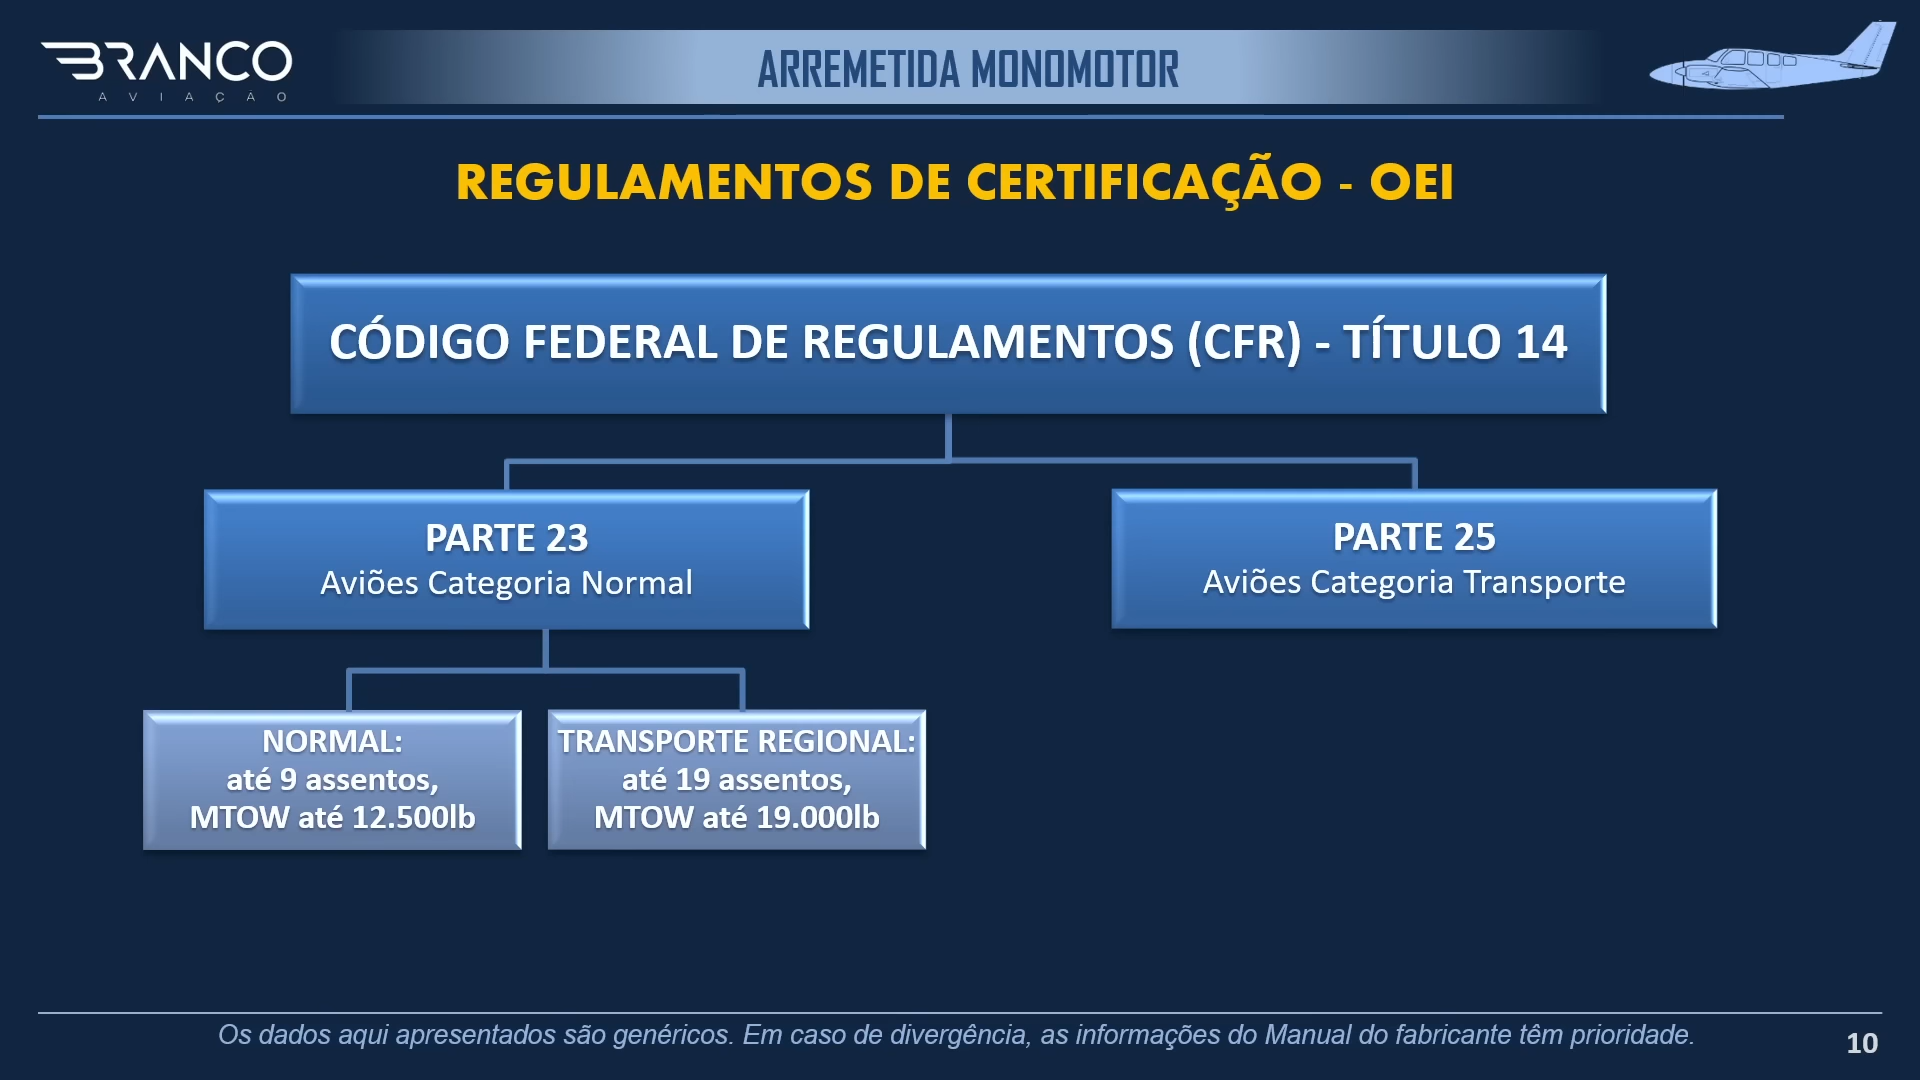 BRANCO
AVIAÇÃO
ARREMETIDA MONOMOTOR
REGULAMENTOS DE CERTIFICAÇÃO - OEI
CÓDIGO FEDERAL DE REGULAMENTOS (CFR) - TÍTULO 14
PARTE 23
Aviões Categoria Normal
PARTE 25
Aviões Categoria Transporte
NORMAL:
até 9 assentos,
MTOW até 12.500lb
TRANSPORTE REGIONAL:
até 19 assentos,
MTOW até 19.000lb
Os dados aqui apresentados são genéricos. Em caso de divergência, as informações do Manual do fabricante têm prioridade.
10